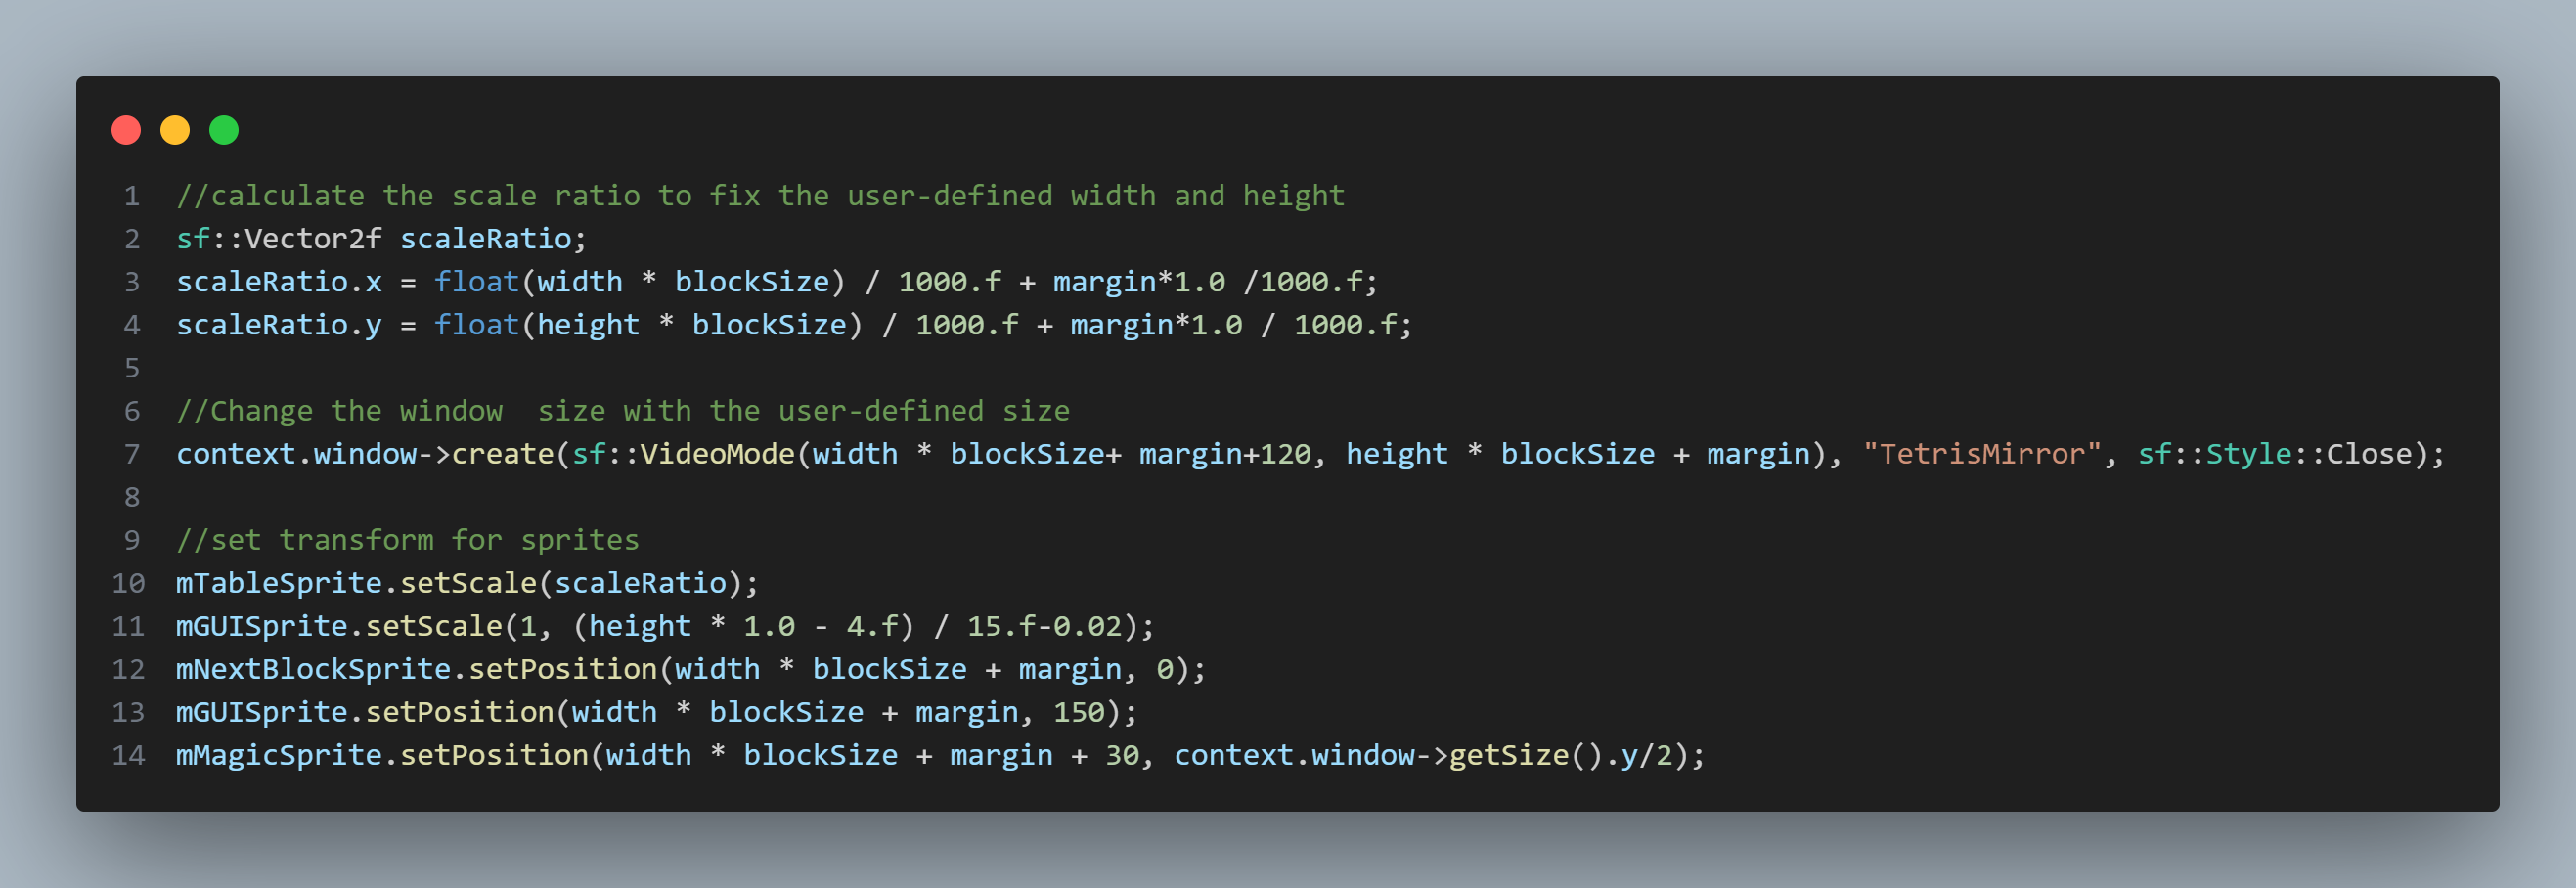 1 //calculate the scale ratio to fix the user-defined width and height
2 sf::Vector2f scaleRatio;
3 scaleRatio.x = float(width * blockSize) / 1000.f + margin*1.0 /1000.f;
4 scaleRatio.y = float(height * blockSize) / 1000.f + margin*1.0 / 1000.f;
5
6 //Change the window  size with the user-defined size
7 context.window->create(sf::VideoMode(width * blockSize+ margin+120, height * blockSize + margin), "TetrisMirror", sf::Style::Close);
8
9 //set transform for sprites
10 mTableSprite.setScale(scaleRatio);
11 mGUISprite.setScale(1, (height * 1.0 - 4.f) / 15.f-0.02);
12 mNextBlockSprite.setPosition(width * blockSize + margin, 0);
13 mGUISprite.setPosition(width * blockSize + margin, 150);
14 mMagicSprite.setPosition(width * blockSize + margin + 30, context.window->getSize().y/2);